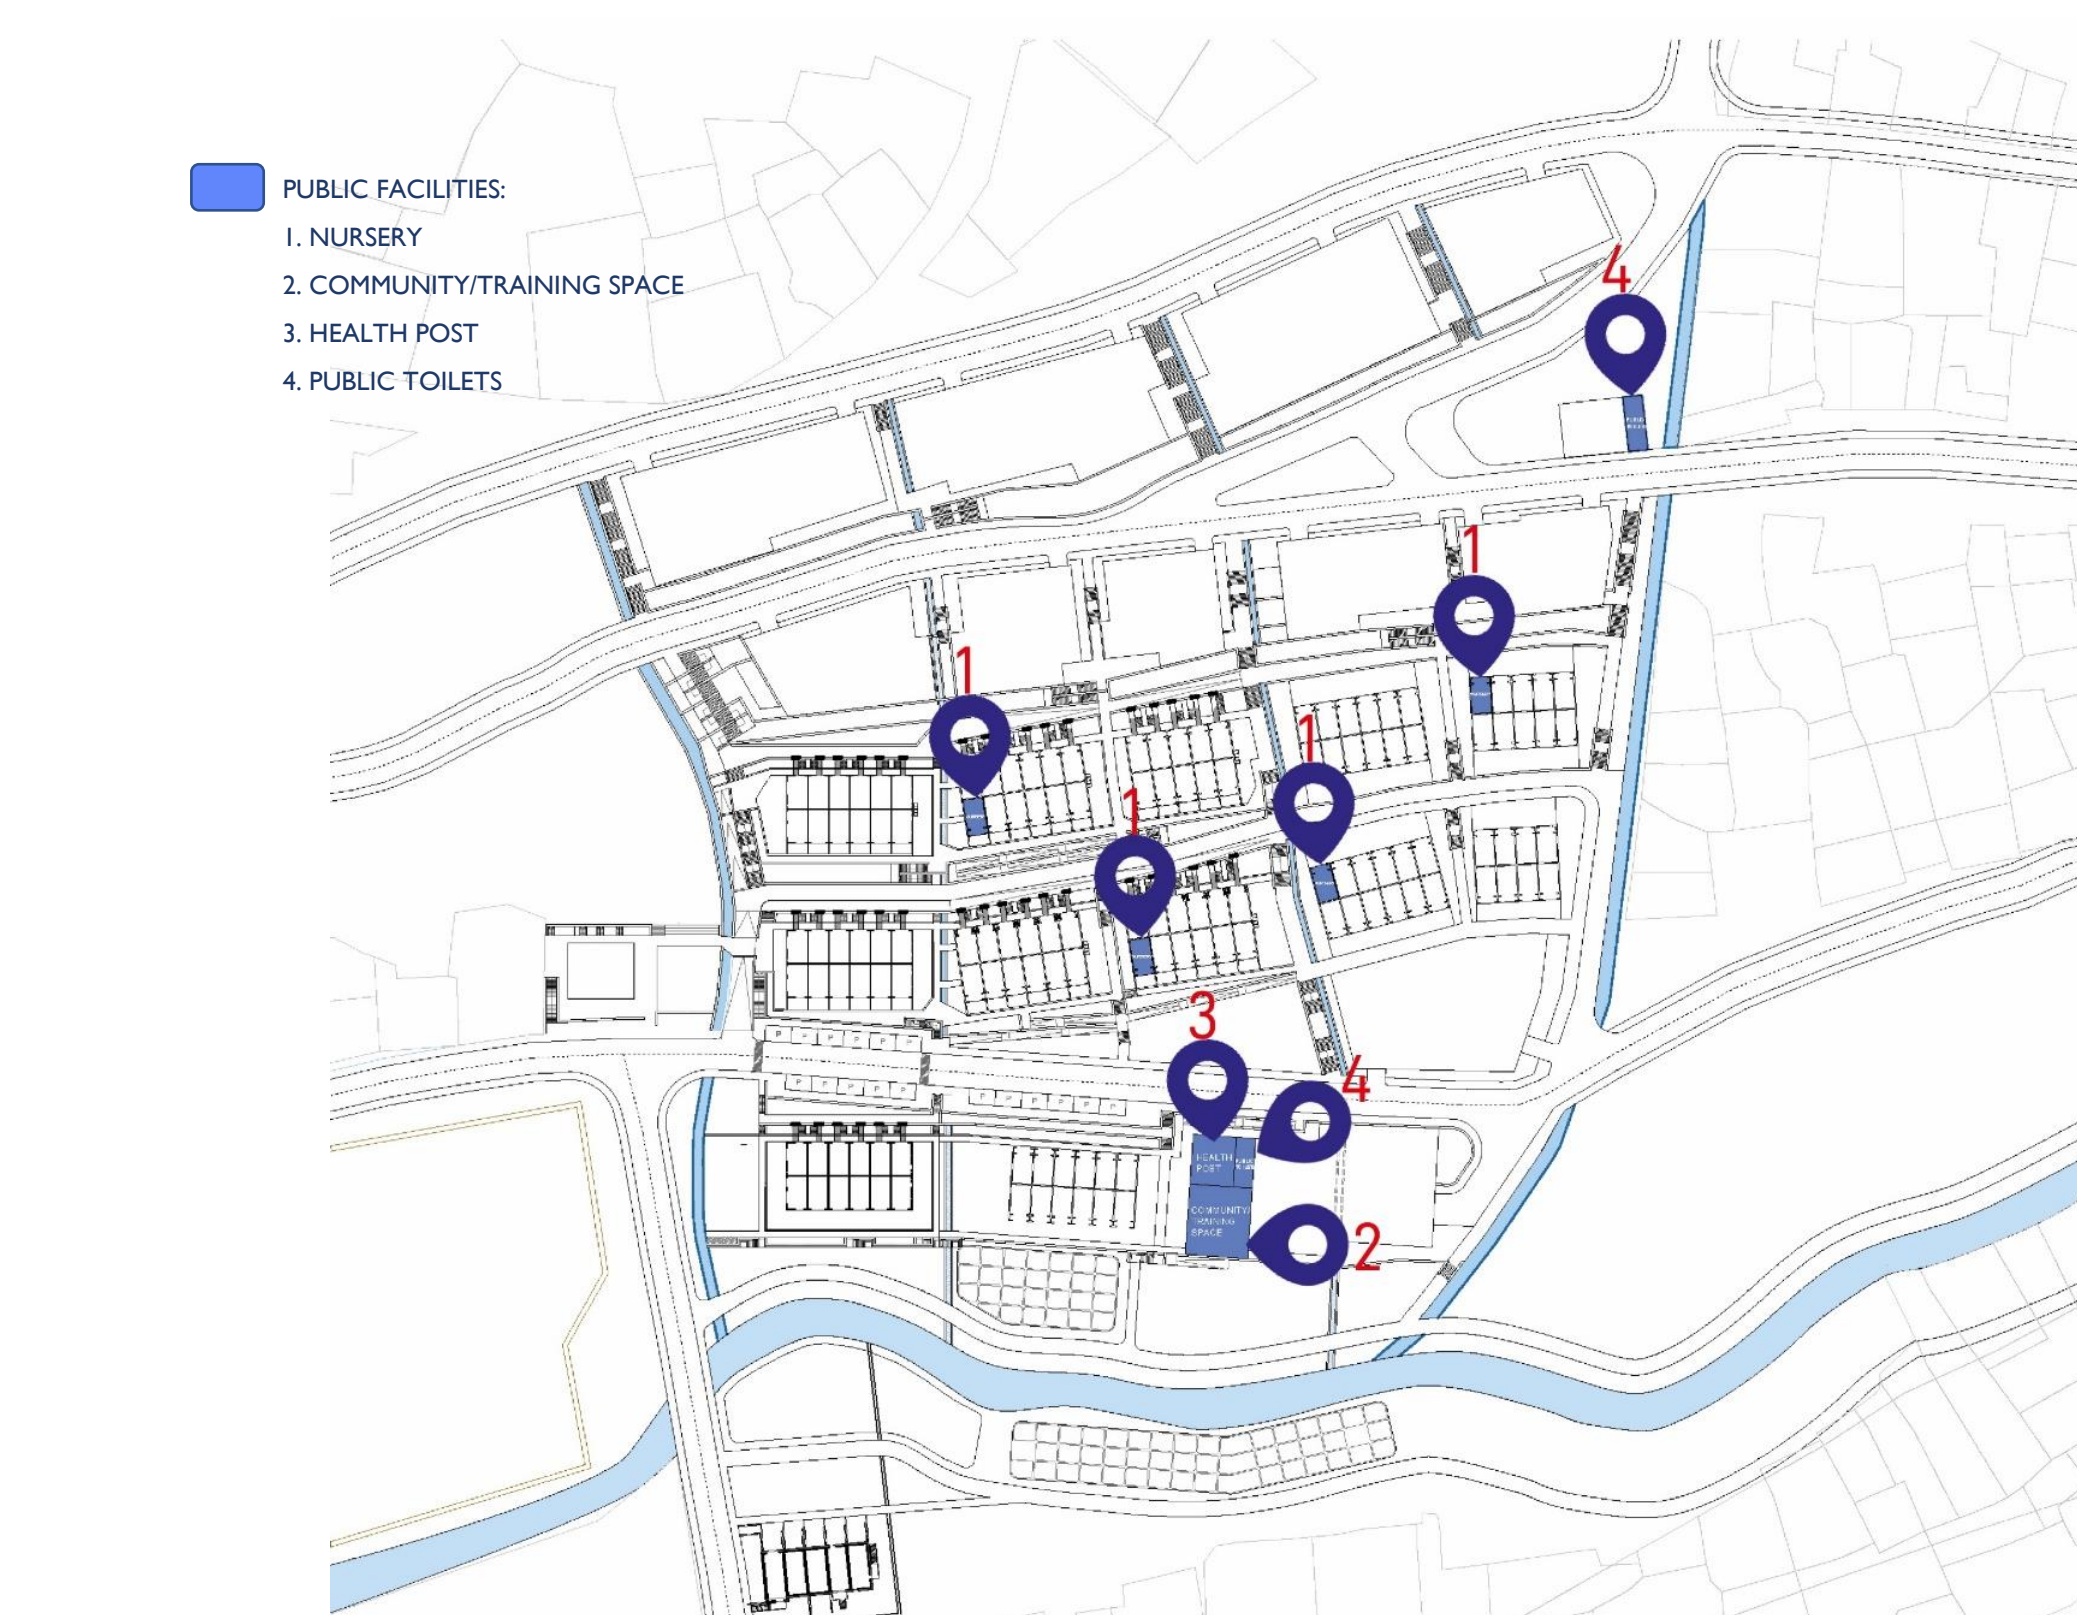 PUBLIC FACILITIES:
1. NURSERY
2. COMMUNITY/TRAINING SPACE
3. HEALTH POST
4. PUBLIC TOILETS
4
1
1
1
1
3
4
P P P P P P
P P P P P
P P P P P P
HEALTH
POST
COMMUNITY/
TRAINING
SPACE
2